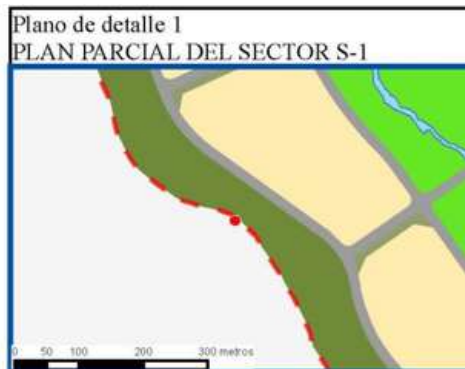 Plano de detalle 1
PLAN PARCIAL DEL SECTOR S-1
0 50 100 200 300 metros